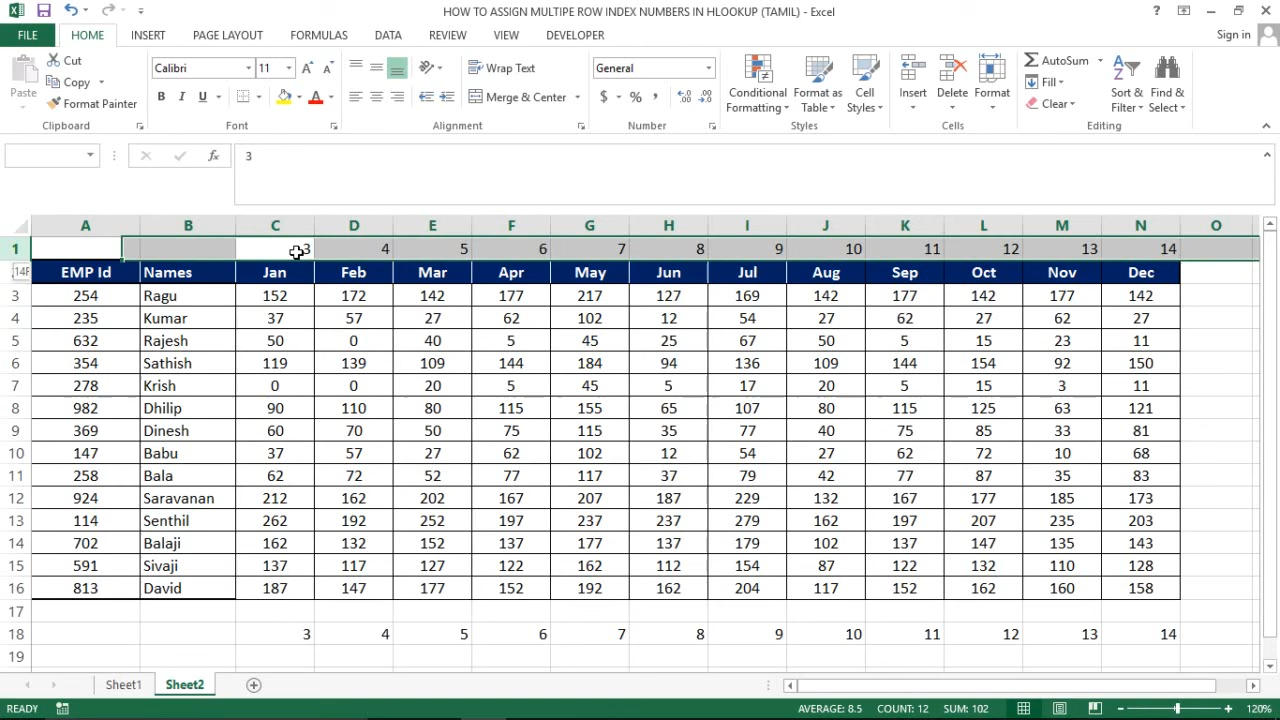 HOW TO ASSIGN MULTIPE ROW INDEX NUMBERS IN HLOOKUP (TAMIL) - Excel
FILE HOME INSERT PAGE LAYOUT FORMULAS DATA REVIEW VIEW DEVELOPER Sign in
Paste Cut Copy Format Painter
Calibri 11 B I U A
Wrap Text Merge & Center
General $ %
Conditional Formatting Format as Table Cell Styles
Insert Delete Format
AutoSum Fill Clear Sort & Filter Find & Select
Clipboard Font Alignment Number Styles Cells Editing
fx 3
A B C D E F G H I J K L M N O
1 3 4 5 6 7 8 9 10 11 12 13 14
EMP Id Names Jan Feb Mar Apr May Jun Jul Aug Sep Oct Nov Dec
3 254 Ragu 152 172 142 177 217 127 169 142 177 142 177 142
4 235 Kumar 37 57 27 62 102 12 54 27 62 27 62 27
5 632 Rajesh 50 0 40 5 45 25 67 50 5 15 23 11
6 354 Sathish 119 139 109 144 184 94 136 109 144 154 92 150
7 278 Krish 0 0 20 5 45 5 17 20 5 15 3 11
8 982 Dhilip 90 110 80 115 155 65 107 80 115 125 63 121
9 369 Dinesh 60 70 50 75 115 35 77 40 75 85 33 81
10 147 Babu 37 57 27 62 102 12 54 27 62 72 10 68
11 258 Bala 62 72 52 77 117 37 79 42 77 87 35 83
12 924 Saravanan 212 162 202 167 207 187 229 132 167 177 185 173
13 114 Senthil 262 192 252 197 237 237 279 162 197 207 235 203
14 702 Balaji 162 132 152 137 177 137 179 102 137 147 135 143
15 591 Sivaji 137 117 127 122 162 112 154 87 122 132 110 128
16 813 David 187 147 177 152 192 162 204 117 152 162 160 158
17
18 3 4 5 6 7 8 9 10 11 12 13 14
19
Sheet1 Sheet2
READY AVERAGE: 8.5 COUNT: 12 SUM: 102 120%